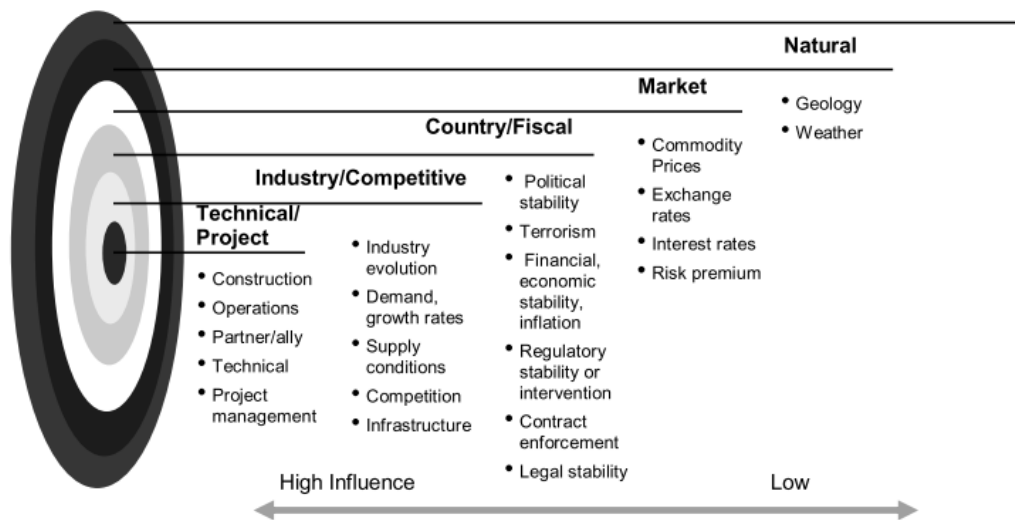 Natural
• Geology
• Weather
Market
• Commodity
Prices
• Exchange
rates
• Interest rates
• Risk premium
Country/Fiscal
• Political
stability
• Terrorism
• Financial,
economic
stability,
inflation
• Regulatory
stability or
intervention
• Contract
enforcement
• Legal stability
Industry/Competitive
• Industry
evolution
• Demand,
growth rates
• Supply
conditions
• Competition
• Infrastructure
Technical/
Project
• Construction
• Operations
• Partner/ally
• Technical
• Project
management
High Influence
Low